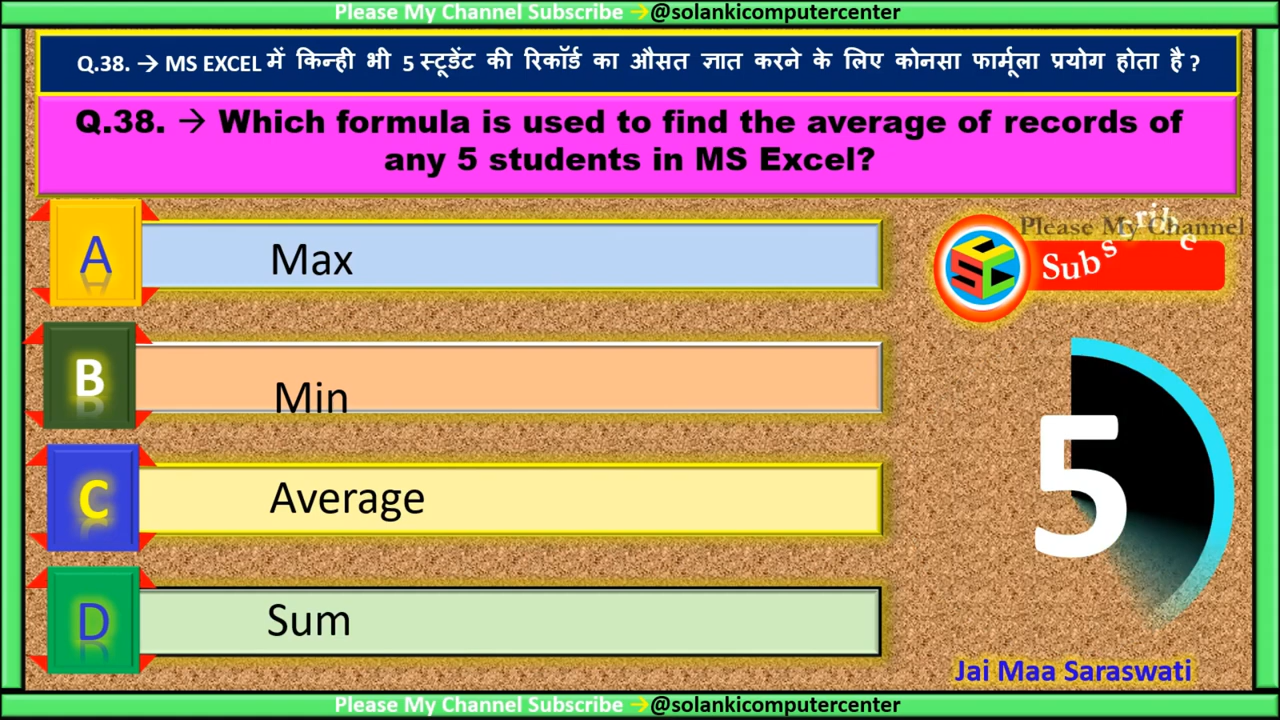 Please My Channel Subscribe →@solankicomputercenter
Q.38. → MS EXCEL में किन्ही भी 5 स्टूडेंट की रिकॉर्ड का औसत ज्ञात करने के लिए कोनसा फार्मूला प्रयोग होता है ?
Q.38. → Which formula is used to find the average of records of
any 5 students in MS Excel?
A Max
B Min
C Average
D Sum
Please My Channel
Subscribe
5
Jai Maa Saraswati
Please My Channel Subscribe →@solankicomputercenter